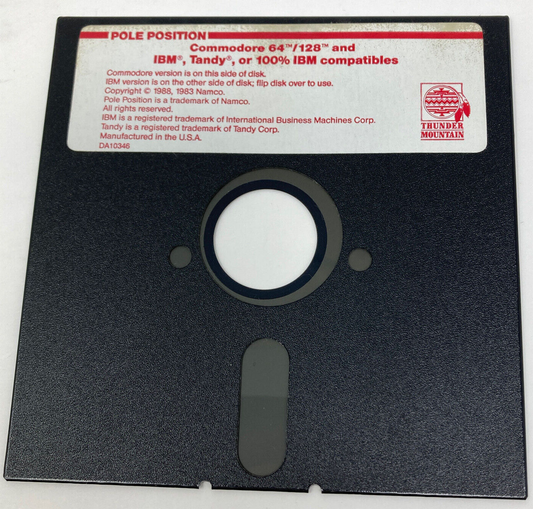 POLE POSITION
Commodore 64™/128™ and
IBM®, Tandy®, or 100% IBM compatibles
Commodore version is on this side of disk.
IBM version is on the other side of disk; flip disk over to use.
Copyright © 1988, 1983 Namco.
Pole Position is a trademark of Namco.
All rights reserved.
IBM is a registered trademark of International Business Machines Corp.
Tandy is a registered trademark of Tandy Corp.
Manufactured in the U.S.A.
DA10346
THUNDER
MOUNTAIN